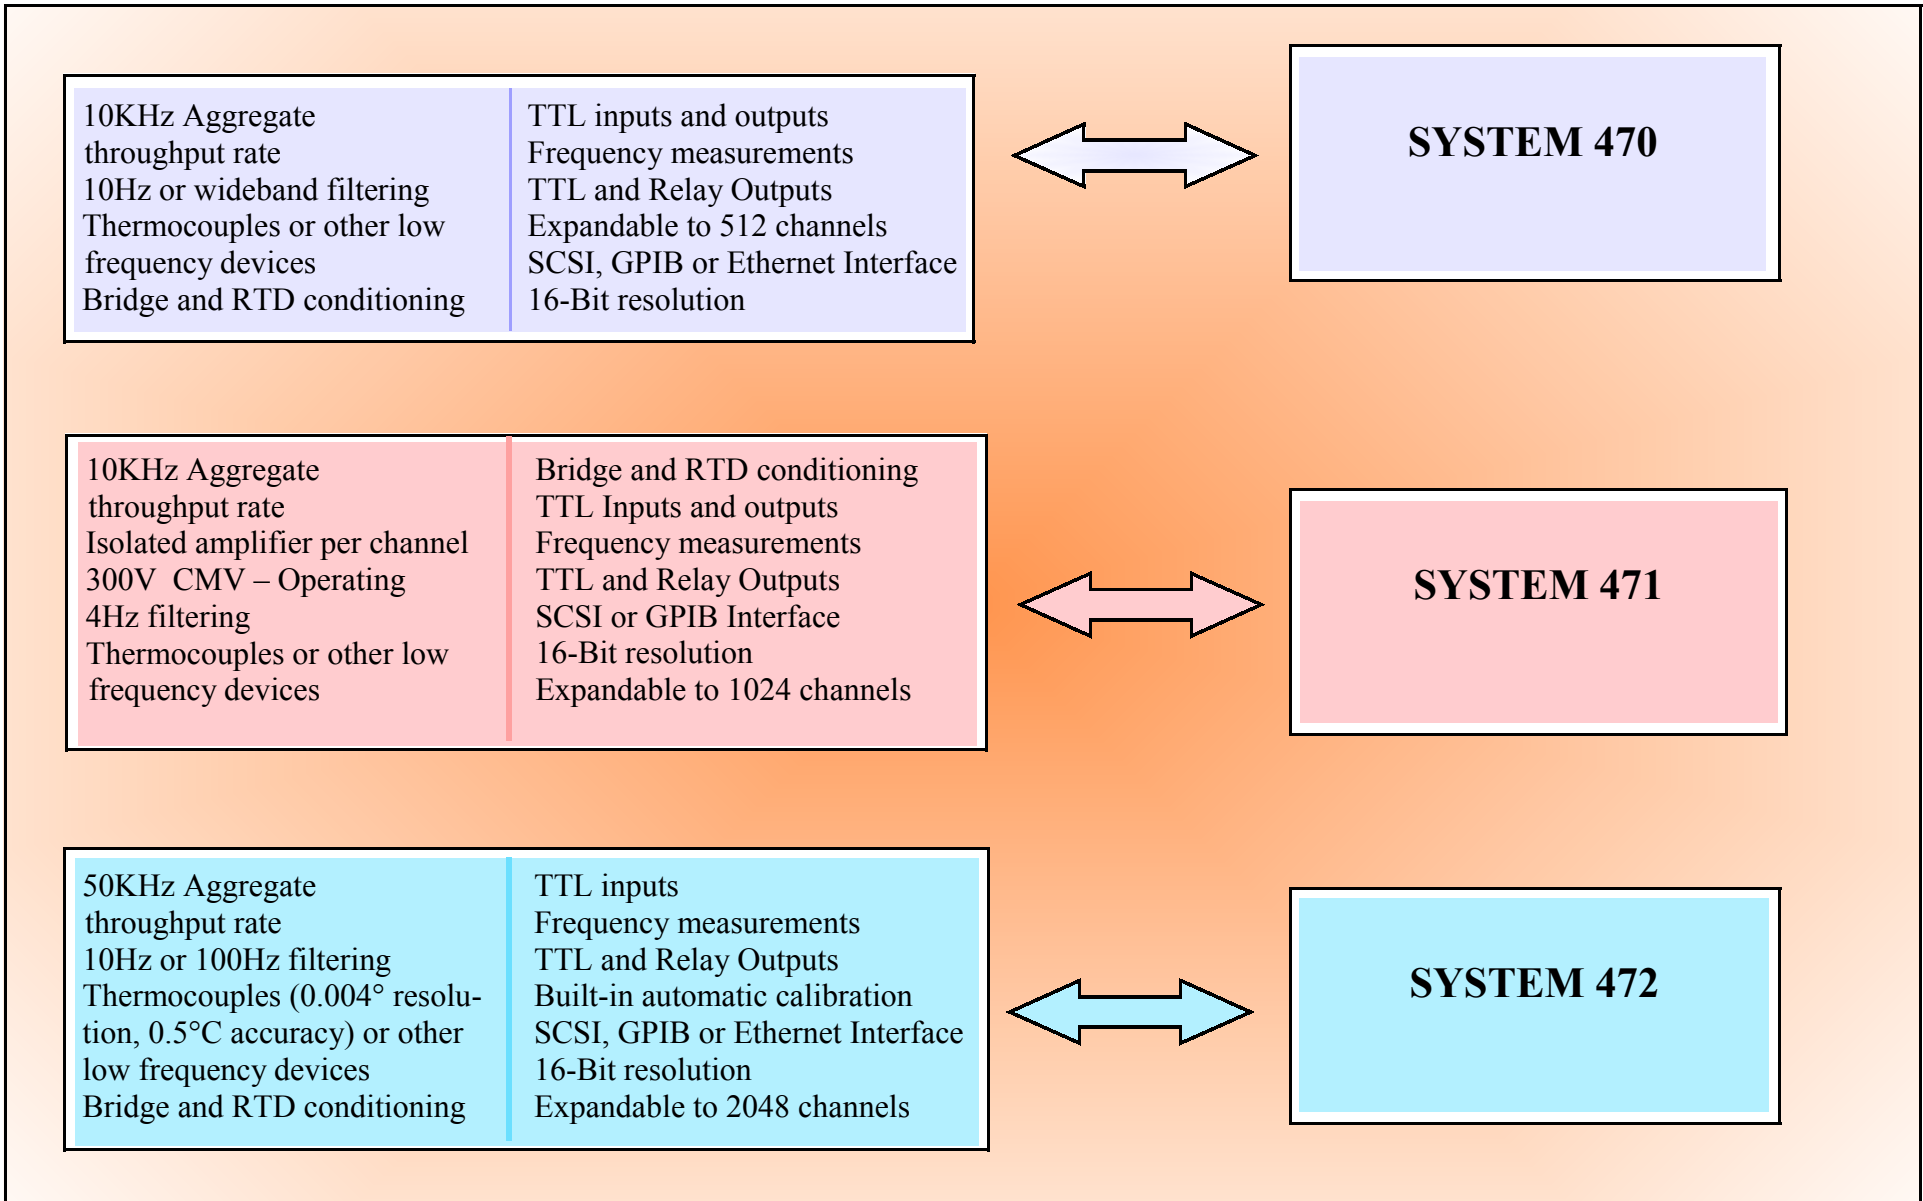 10KHz Aggregate
throughput rate
10Hz or wideband filtering
Thermocouples or other low
frequency devices
Bridge and RTD conditioning
TTL inputs and outputs
Frequency measurements
TTL and Relay Outputs
Expandable to 512 channels
SCSI, GPIB or Ethernet Interface
16-Bit resolution
SYSTEM 470
10KHz Aggregate
throughput rate
Isolated amplifier per channel
300V  CMV – Operating
4Hz filtering
Thermocouples or other low
frequency devices
Bridge and RTD conditioning
TTL Inputs and outputs
Frequency measurements
TTL and Relay Outputs
SCSI or GPIB Interface
16-Bit resolution
Expandable to 1024 channels
SYSTEM 471
50KHz Aggregate
throughput rate
10Hz or 100Hz filtering
Thermocouples (0.004° resolu-
tion, 0.5°C accuracy) or other
low frequency devices
Bridge and RTD conditioning
TTL inputs
Frequency measurements
TTL and Relay Outputs
Built-in automatic calibration
SCSI, GPIB or Ethernet Interface
16-Bit resolution
Expandable to 2048 channels
SYSTEM 472